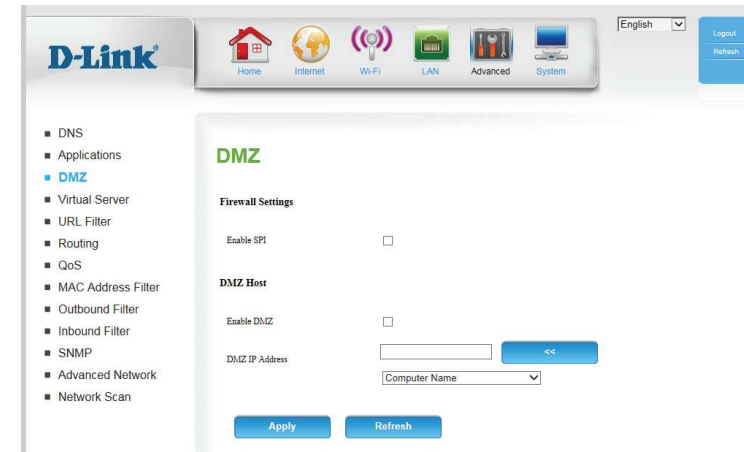 D-Link
Home
Internet
Wi-Fi
LAN
Advanced
System
English
Logout
Refresh
DNS
Applications
DMZ
Virtual Server
URL Filter
Routing
QoS
MAC Address Filter
Outbound Filter
Inbound Filter
SNMP
Advanced Network
Network Scan
DMZ
Firewall Settings
Enable SPI
DMZ Host
Enable DMZ
DMZ IP Address
<<
Computer Name
Apply
Refresh